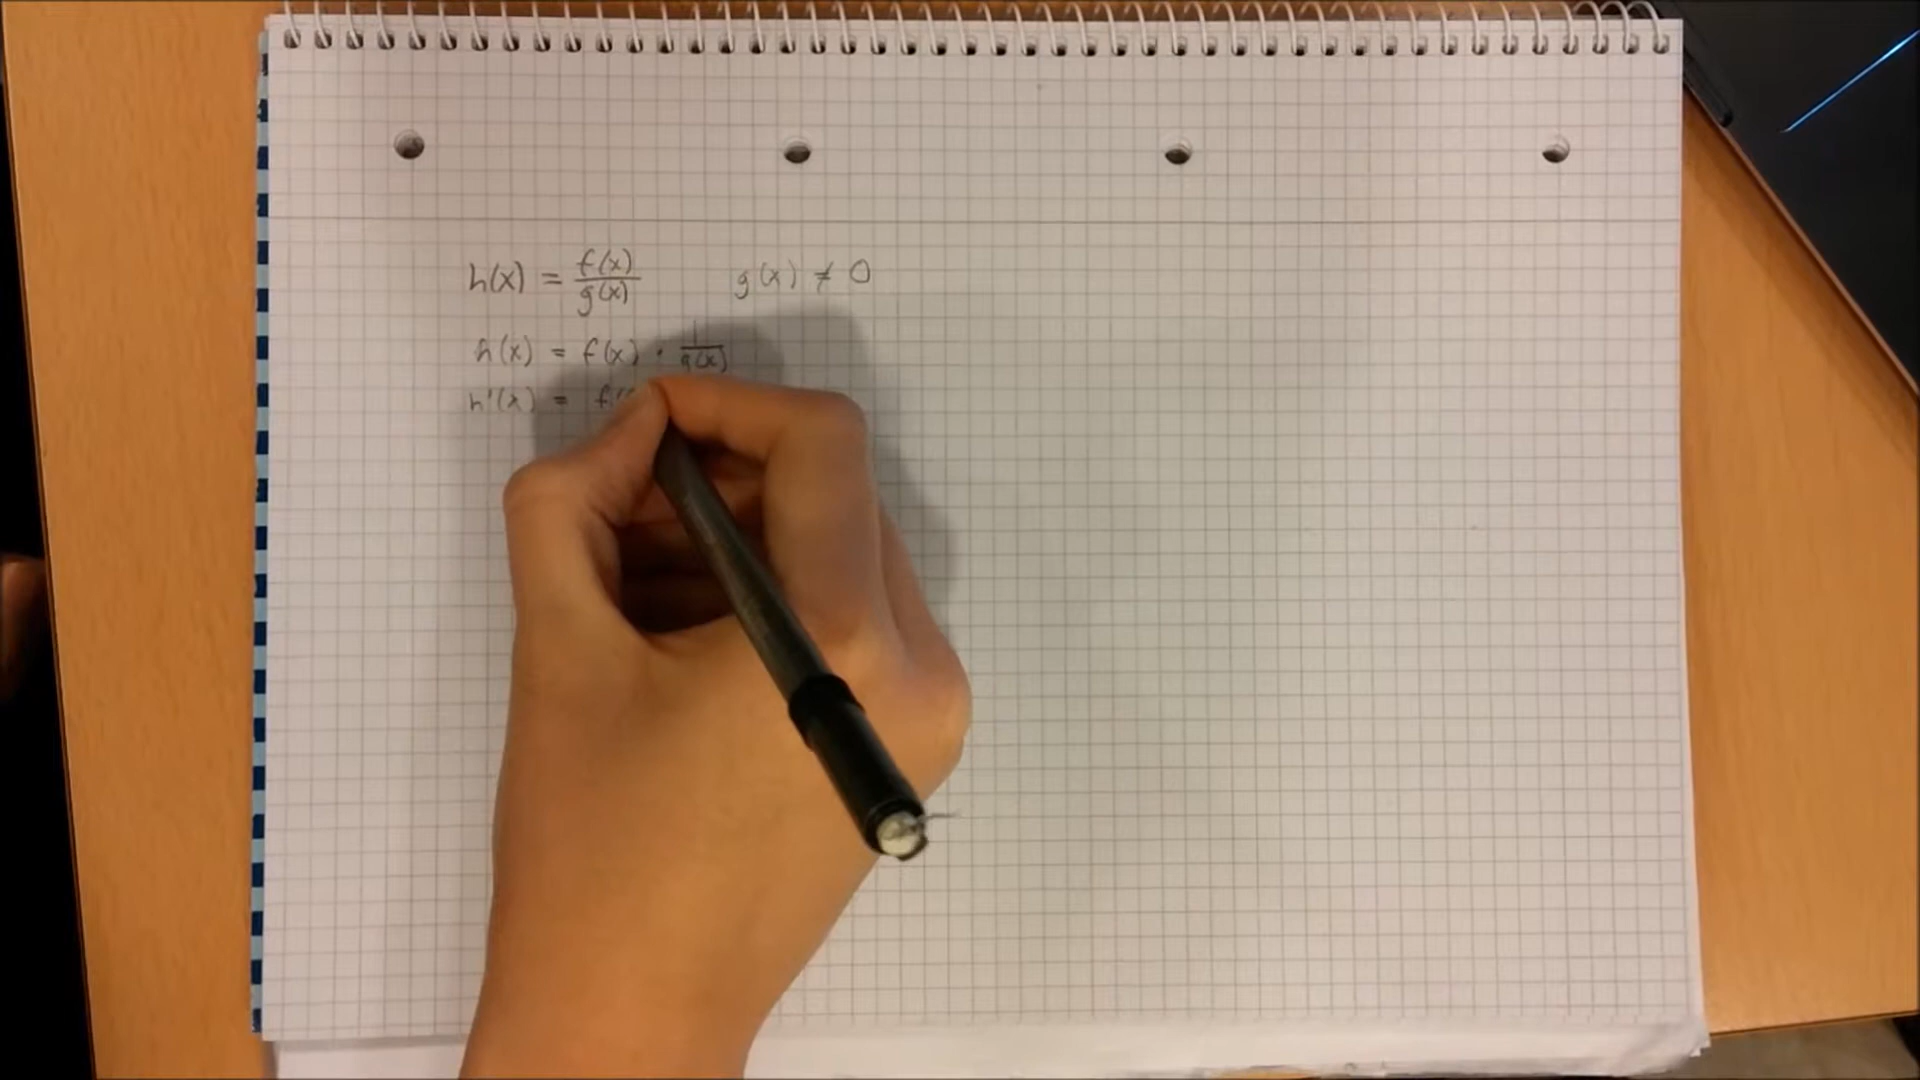 h(x) = f(x)/g(x) g(x) ≠ 0
h(x) = f(x) · 1/g(x)
h'(x) = f'(